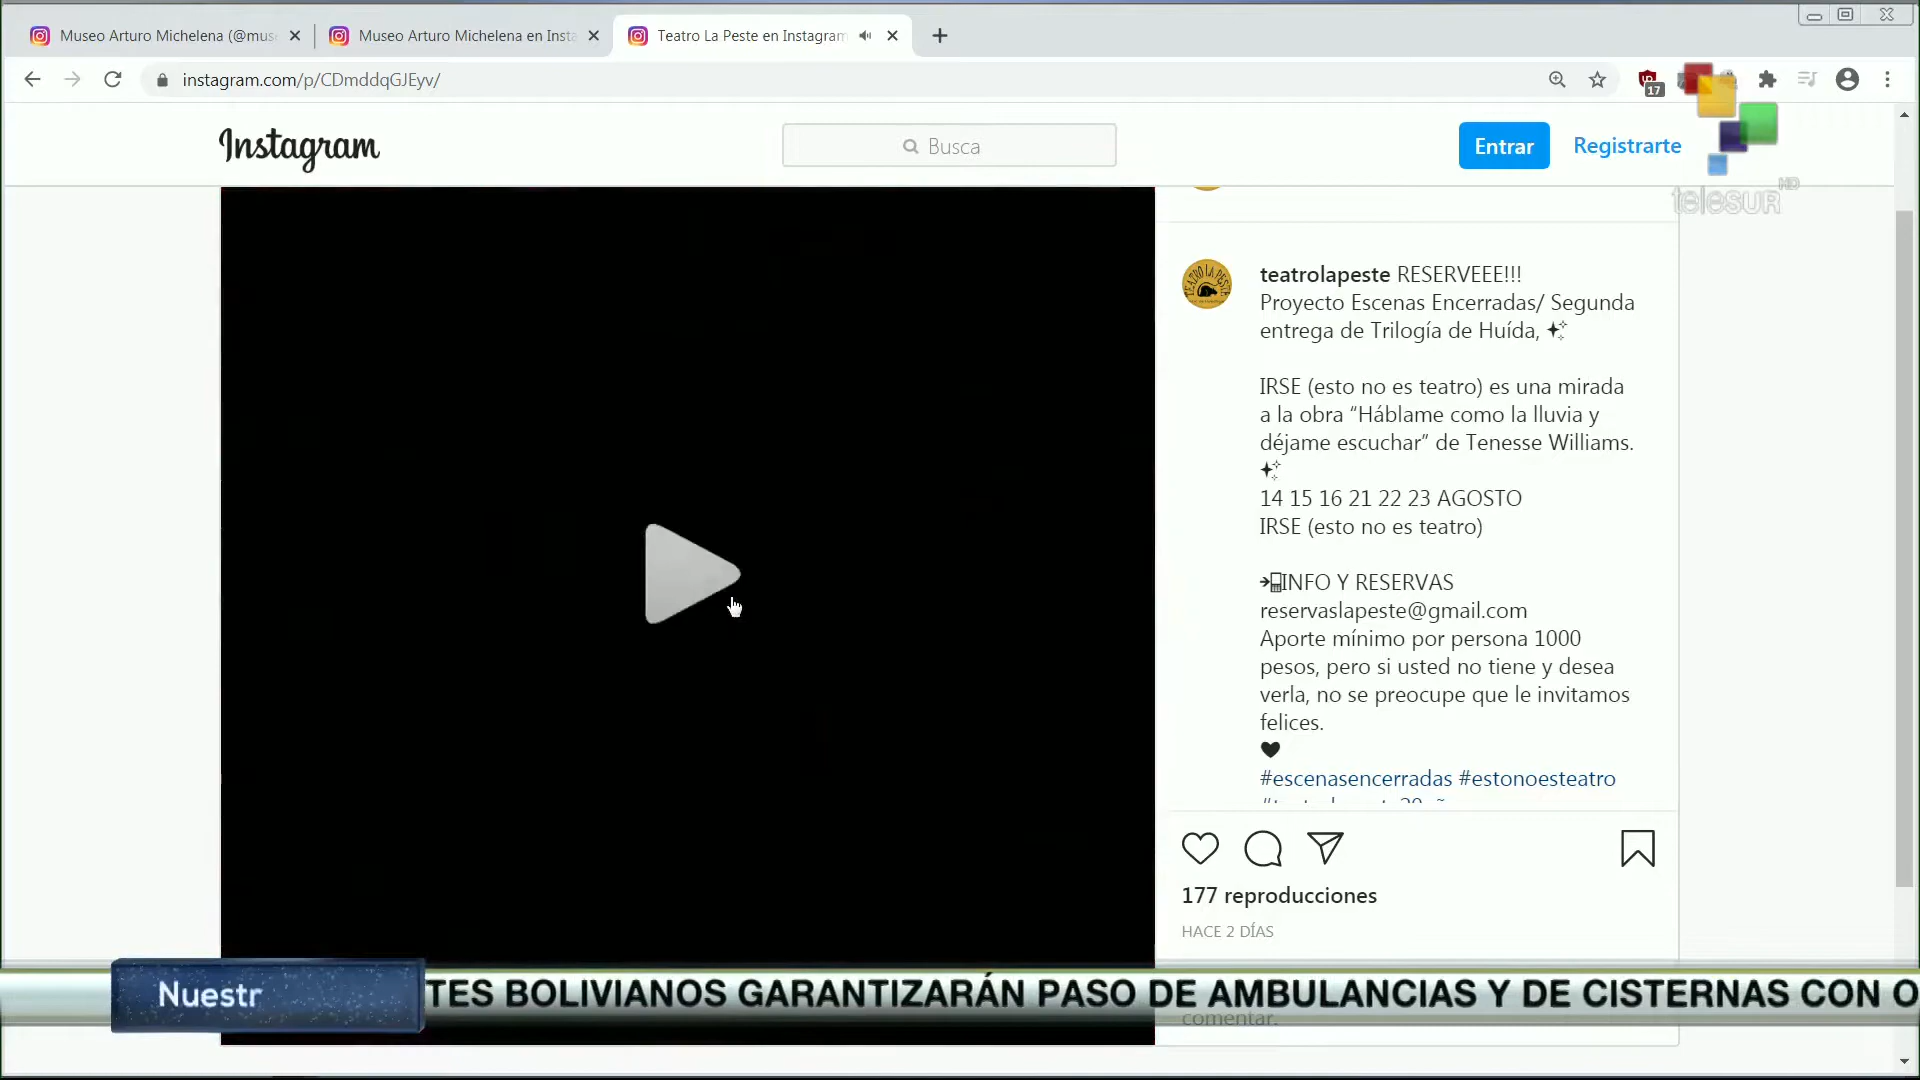 Museo Arturo Michelena (@mus
Museo Arturo Michelena en Insta
Teatro La Peste en Instagram
instagram.com/p/CDmddqGJEyv/
17
Instagram
Busca
Entrar
Registrarte
teleSUR HD
TEATRO LA PESTE
teatrolapeste RESERVEEE!!!
Proyecto Escenas Encerradas/ Segunda
entrega de Trilogía de Huída, ✨
IRSE (esto no es teatro) es una mirada
a la obra “Háblame como la lluvia y
déjame escuchar” de Tenesse Williams.
✨
14 15 16 21 22 23 AGOSTO
IRSE (esto no es teatro)
📲INFO Y RESERVAS
reservaslapeste@gmail.com
Aporte mínimo por persona 1000
pesos, pero si usted no tiene y desea
verla, no se preocupe que le invitamos
felices.
🖤
#escenasencerradas #estonoesteatro
177 reproducciones
HACE 2 DÍAS
Nuestr
TES BOLIVIANOS GARANTIZARÁN PASO DE AMBULANCIAS Y DE CISTERNAS CON O
comentar.